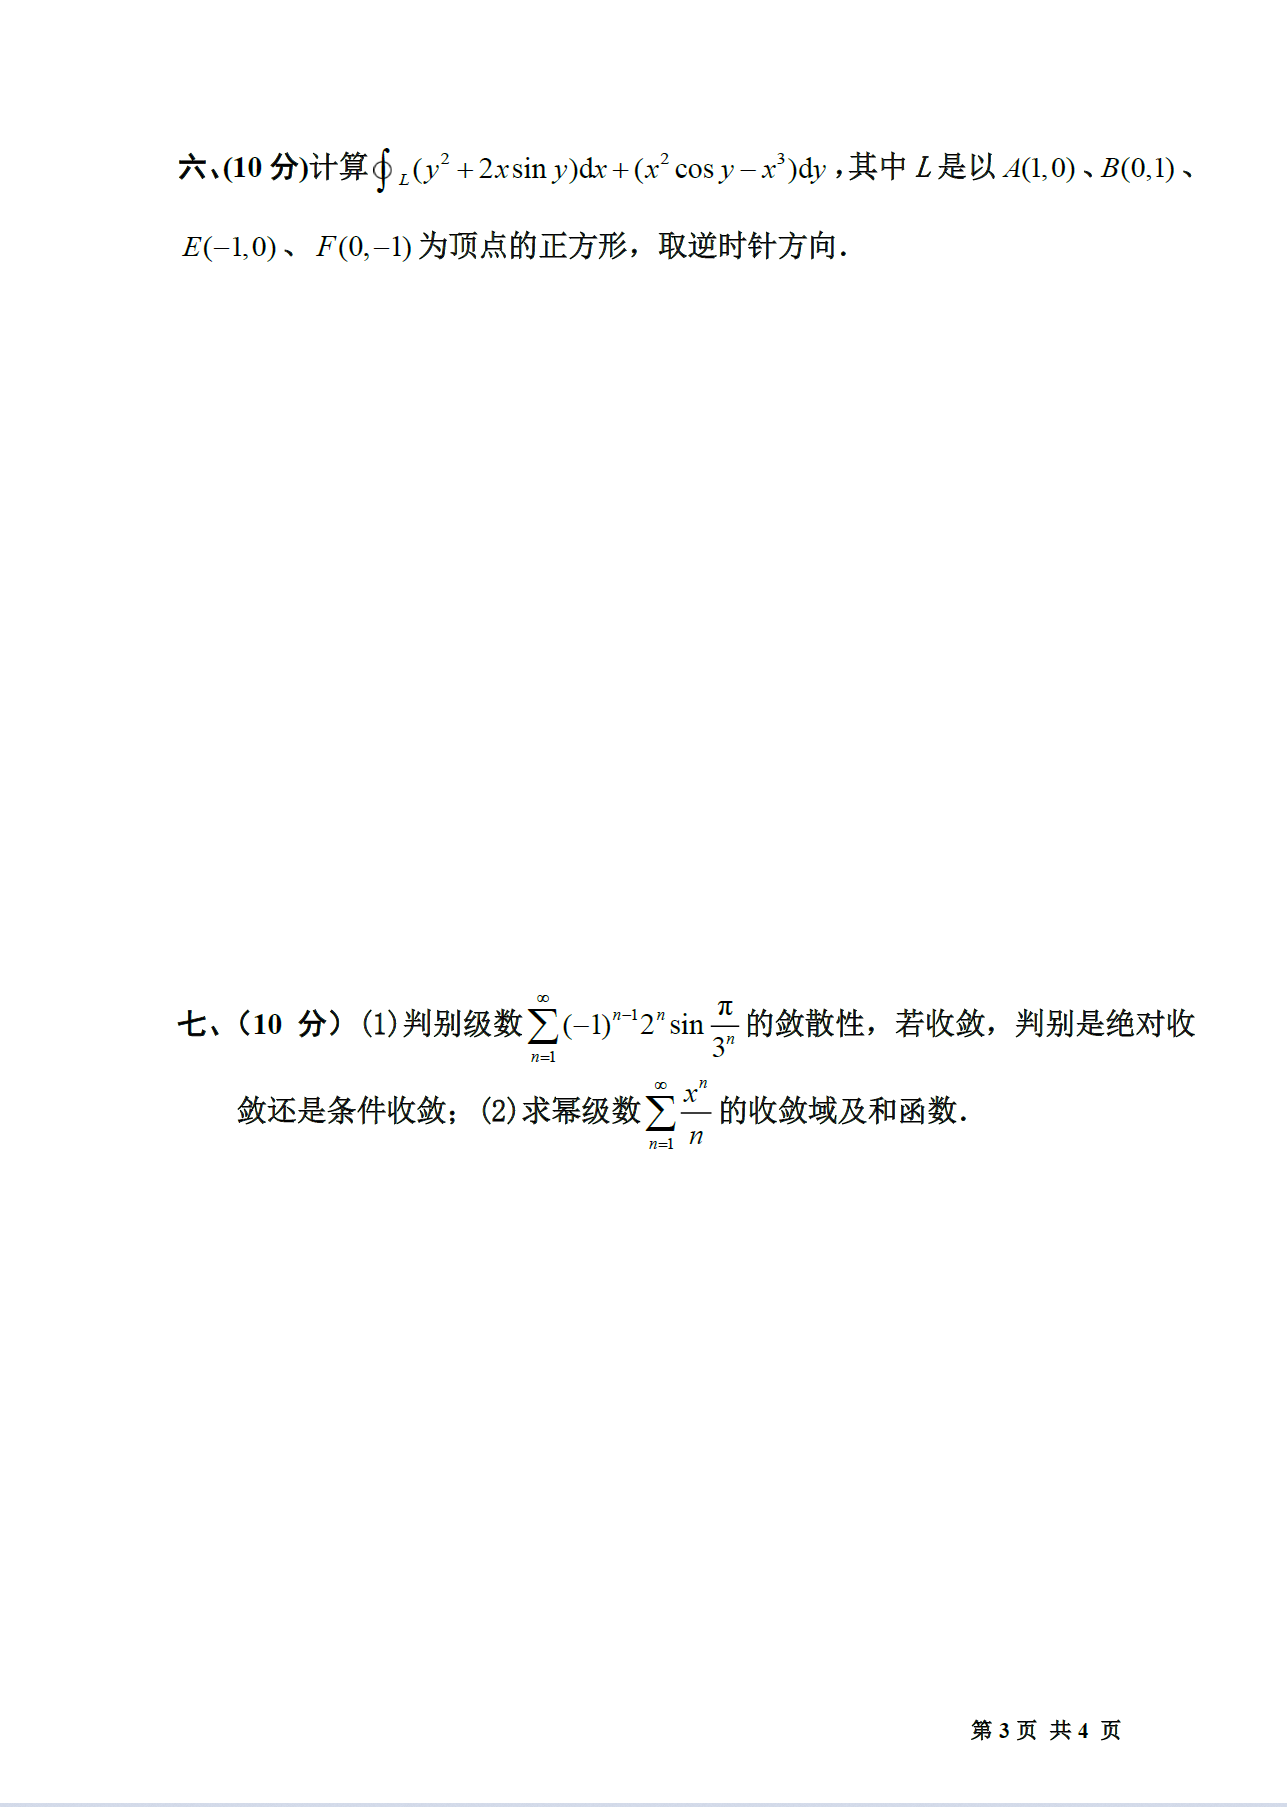 六、(10 分)计算∮_L (y² + 2x sin y)dx + (x² cos y − x³)dy，其中 L 是以 A(1,0)、B(0,1)、
E(−1,0)、F(0,−1) 为顶点的正方形，取逆时针方向.
七、（10 分）(1)判别级数 ∑_{n=1}^{∞} (−1)^{n−1} 2^n sin π/3^n 的敛散性，若收敛，判别是绝对收
敛还是条件收敛；(2)求幂级数 ∑_{n=1}^{∞} x^n/n 的收敛域及和函数.
第 3 页 共 4 页